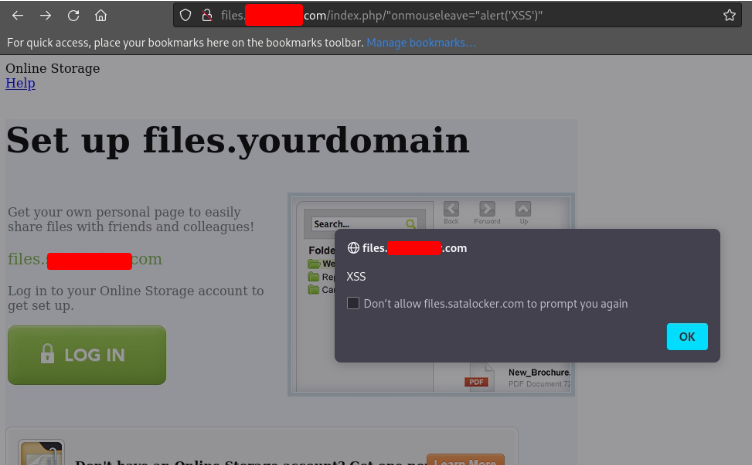 files. com/index.php/"onmouseleave="alert('XSS')"
For quick access, place your bookmarks here on the bookmarks toolbar. Manage bookmarks...
Online Storage
Help
Set up files.yourdomain
Get your own personal page to easily
share files with friends and colleagues!
files. com
Log in to your Online Storage account to
get set up.
LOG IN
Search...
Back Forward Up
Folde
We
Re
Ca
files. .com
XSS
Don't allow files.satalocker.com to prompt you again
OK
New_Brochure.
PDF
PDF Document 72
Don't have an Online Storage account? Get one no
Learn More